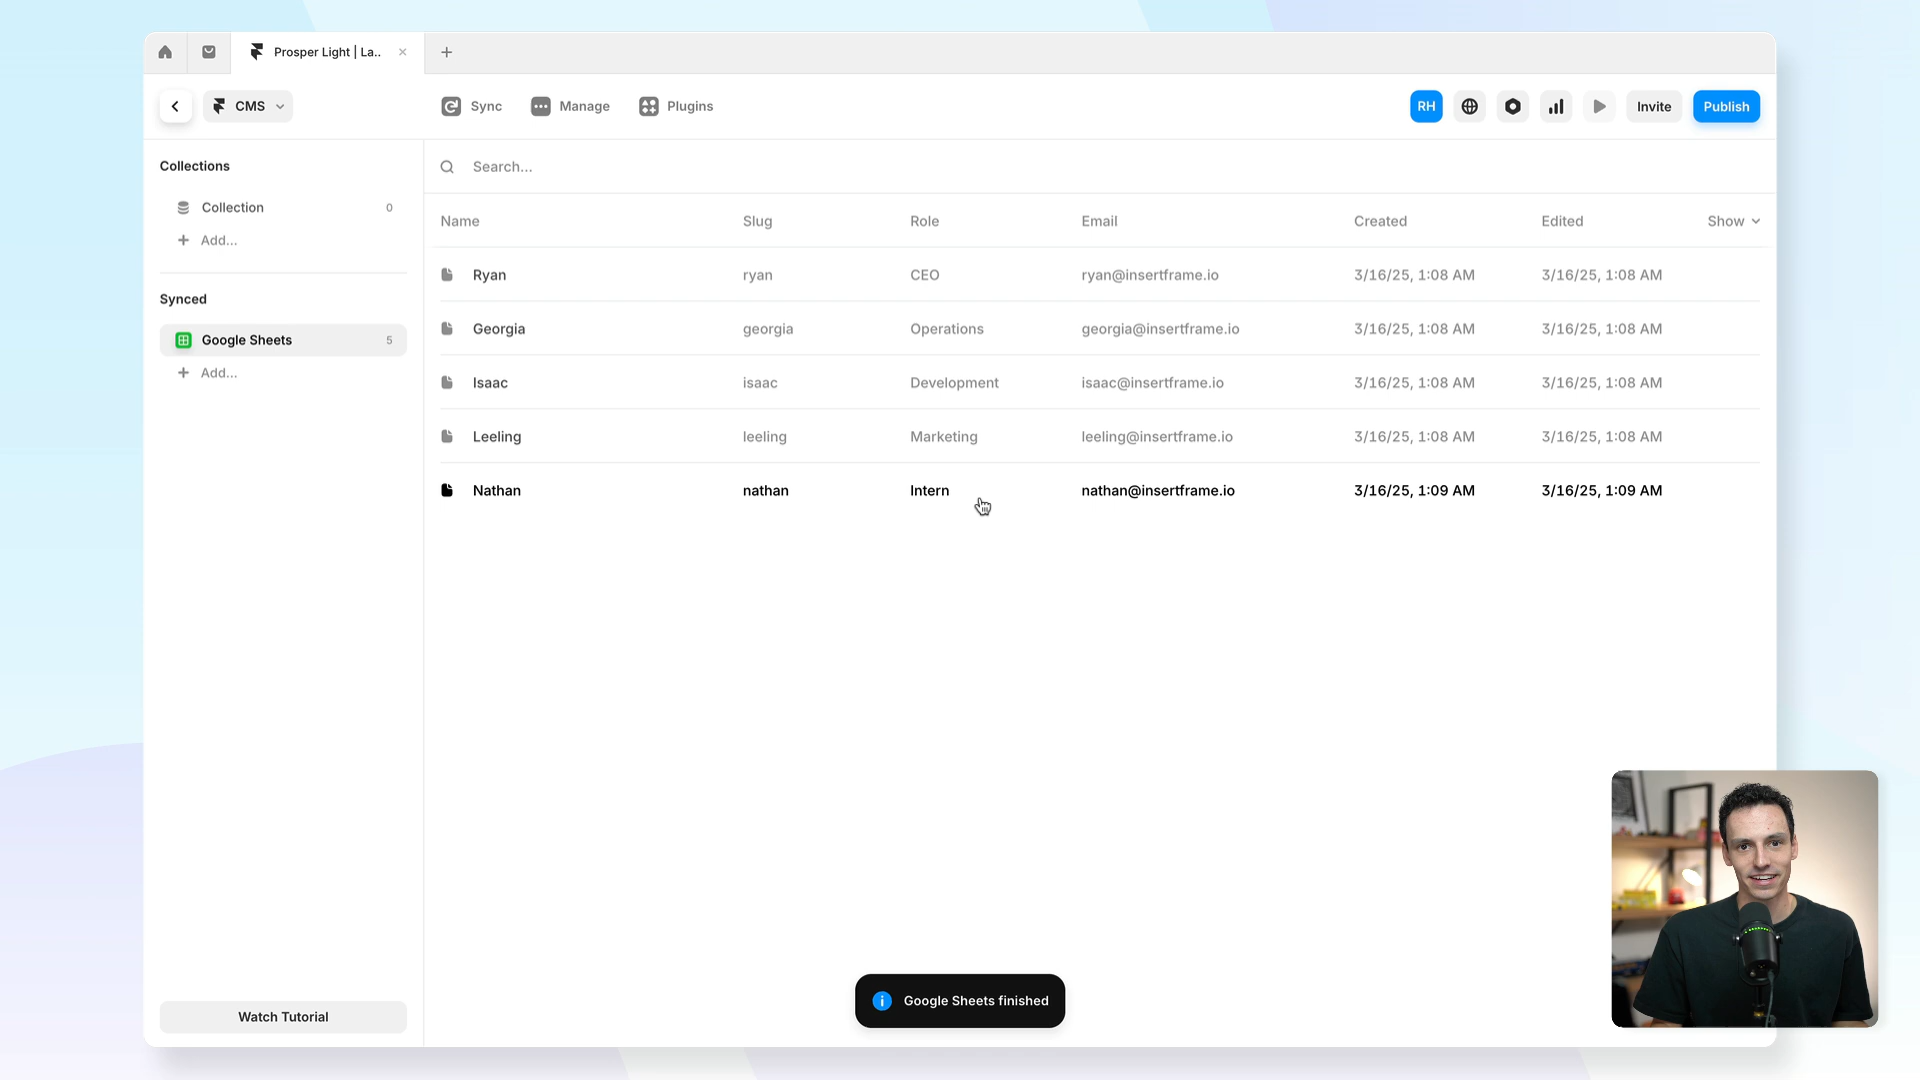 Prosper Light | La..
CMS
Sync
Manage
Plugins
RH
Invite
Publish
Collections
Collection 0
Add...
Synced
Google Sheets 5
Add...
Watch Tutorial
Search...
Name Slug Role Email Created Edited Show
Ryan ryan CEO ryan@insertframe.io 3/16/25, 1:08 AM 3/16/25, 1:08 AM
Georgia georgia Operations georgia@insertframe.io 3/16/25, 1:08 AM 3/16/25, 1:08 AM
Isaac isaac Development isaac@insertframe.io 3/16/25, 1:08 AM 3/16/25, 1:08 AM
Leeling leeling Marketing leeling@insertframe.io 3/16/25, 1:08 AM 3/16/25, 1:08 AM
Nathan nathan Intern nathan@insertframe.io 3/16/25, 1:09 AM 3/16/25, 1:09 AM
Google Sheets finished